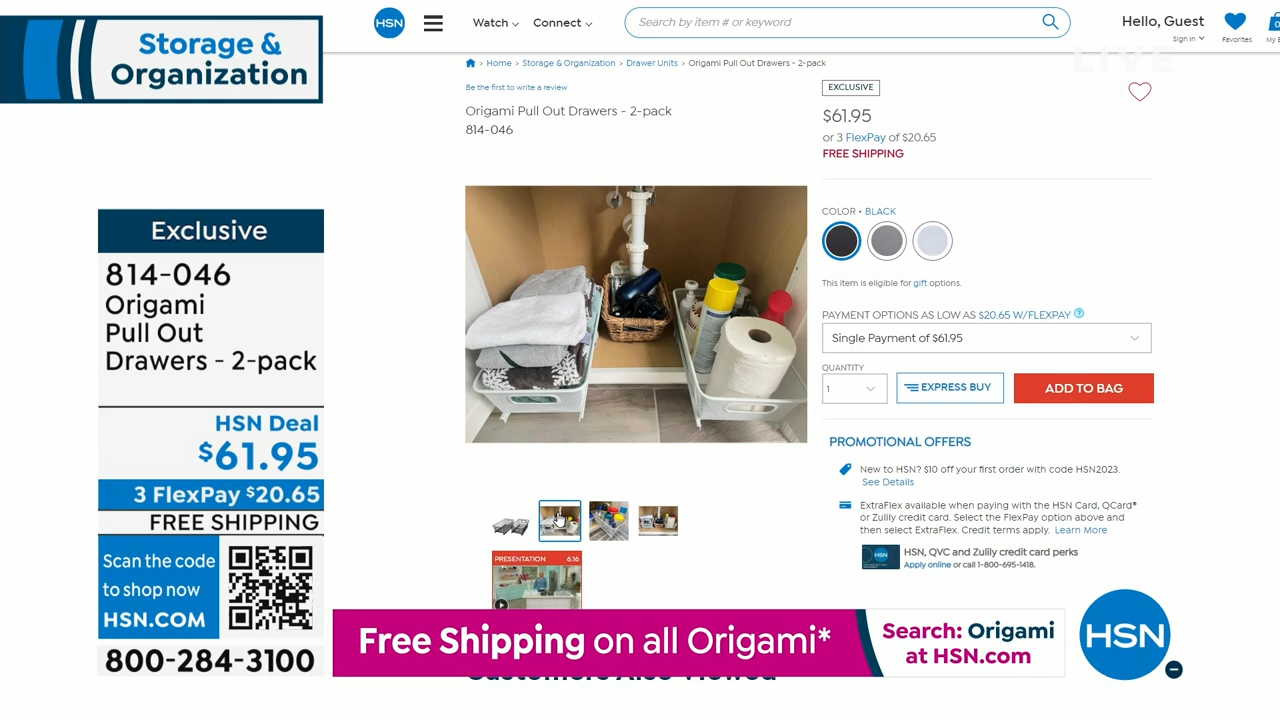 Storage &
Organization
HSN
Watch
Connect
Search by item # or keyword
Hello, Guest
Sign In
Favorites
LIVE
Home > Storage & Organization > Drawer Units > Origami Pull Out Drawers - 2-pack
Be the first to write a review
Origami Pull Out Drawers - 2-pack
814-046
EXCLUSIVE
$61.95
or 3 FlexPay of $20.65
FREE SHIPPING
COLOR • BLACK
This item is eligible for gift options.
PAYMENT OPTIONS AS LOW AS $20.65 W/FLEXPAY ?
Single Payment of $61.95
QUANTITY
1
EXPRESS BUY
ADD TO BAG
PROMOTIONAL OFFERS
New to HSN? $10 off your first order with code HSN2023.
See Details
ExtraFlex available when paying with the HSN Card, QCard®
or Zulily credit card. Select the FlexPay option above and
then select ExtraFlex. Credit terms apply. Learn More
HSN, QVC and Zulily credit card perks
Apply online or call 1-800-695-1418.
Exclusive
814-046
Origami
Pull Out
Drawers - 2-pack
HSN Deal
$61.95
3 FlexPay $20.65
FREE SHIPPING
Scan the code
to shop now
HSN.COM
800-284-3100
PRESENTATION 6:16
Free Shipping on all Origami*
Search: Origami
at HSN.com
HSN
Customers Also Viewed